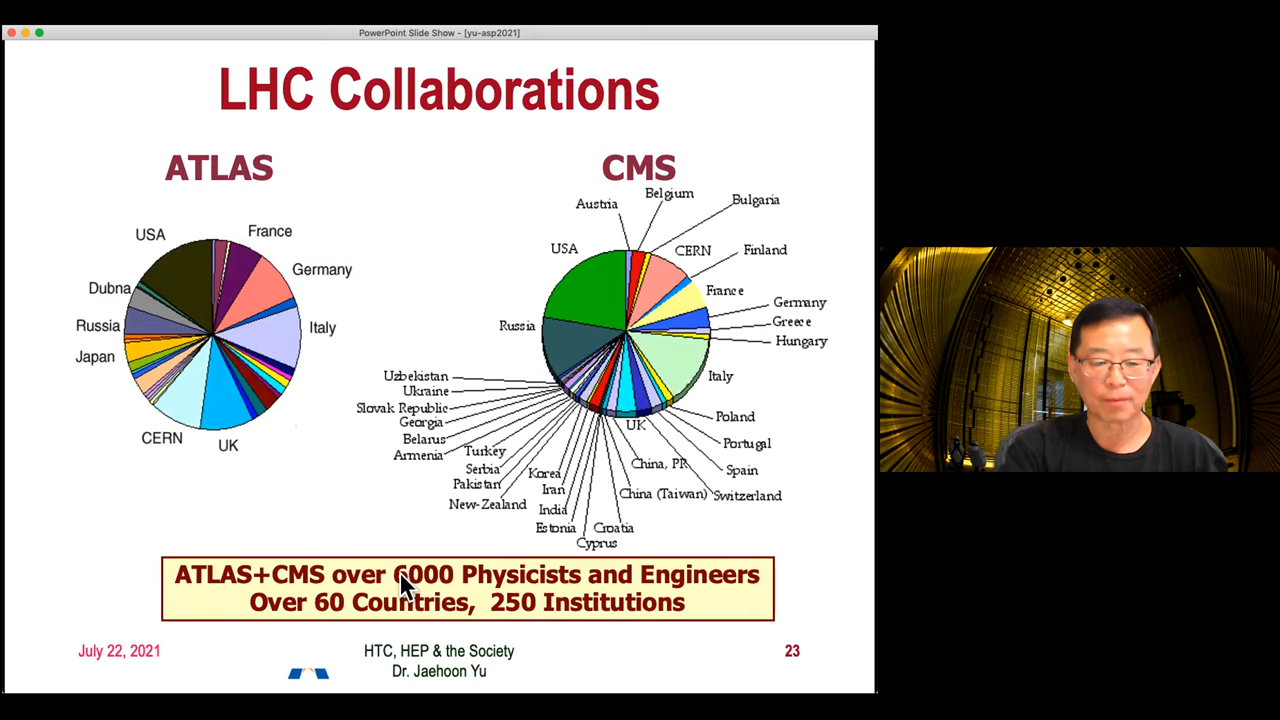 PowerPoint Slide Show - [yu-asp2021]
LHC Collaborations
ATLAS
CMS
USA
France
Germany
Dubna
Russia
Italy
Japan
CERN
UK
Austria
Belgium
Bulgaria
USA
CERN
Finland
France
Germany
Greece
Russia
Hungary
Italy
Uzbekistan
Ukraine
Slovak Republic
Georgia
Belarus
Armenia
Turkey
Serbia
Pakistan
New-Zealand
Korea
Iran
India
Estonia
Cyprus
Croatia
China (Taiwan)
China, PR
UK
Switzerland
Spain
Portugal
Poland
ATLAS+CMS over 6000 Physicists and Engineers
Over 60 Countries, 250 Institutions
July 22, 2021
HTC, HEP & the Society
Dr. Jaehoon Yu
23